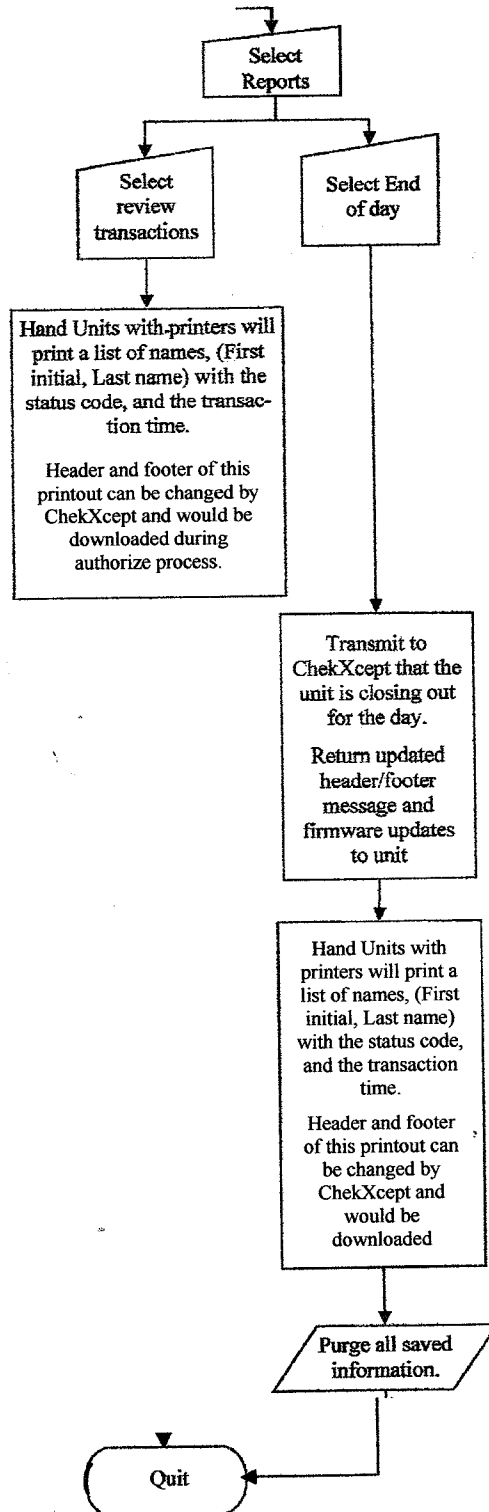 Select
Reports
Select
review
transactions
Select End
of day
Hand Units with printers will
print a list of names, (First
initial, Last name) with the
status code, and the transac-
tion time.
Header and footer of this
printout can be changed by
ChekXcept and would be
downloaded during
authorize process.
Transmit to
ChekXcept that the
unit is closing out
for the day.
Return updated
header/footer
message and
firmware updates
to unit
Hand Units with
printers will print a
list of names, (First
initial, Last name)
with the status code,
and the transaction
time.
Header and footer
of this printout can
be changed by
ChekXcept and
would be
downloaded
Purge all saved
information.
Quit